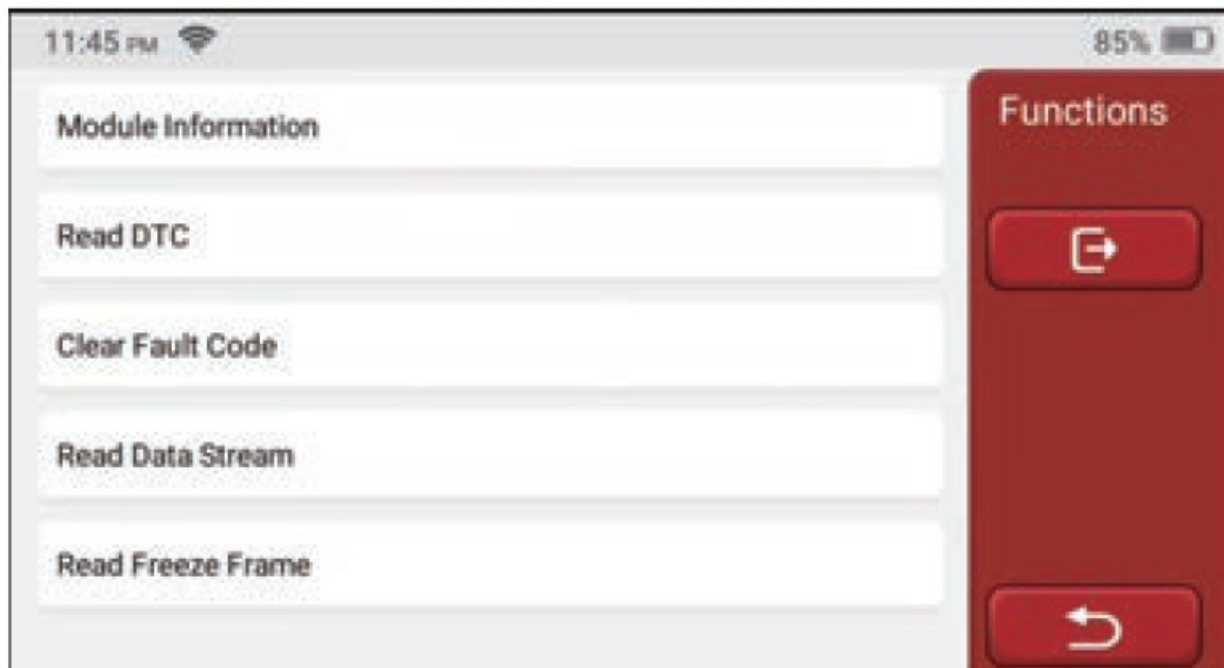 11:45 PM
85%
Functions
Module Information
Read DTC
Clear Fault Code
Read Data Stream
Read Freeze Frame